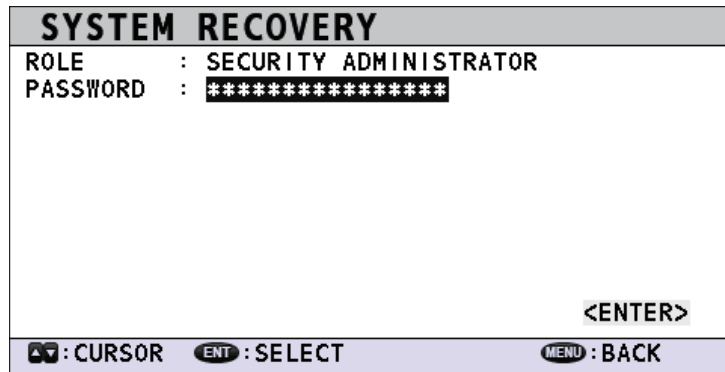 SYSTEM RECOVERY
ROLE : SECURITY ADMINISTRATOR
PASSWORD : ****************
<ENTER>
▲▼:CURSOR ENT:SELECT MENU:BACK